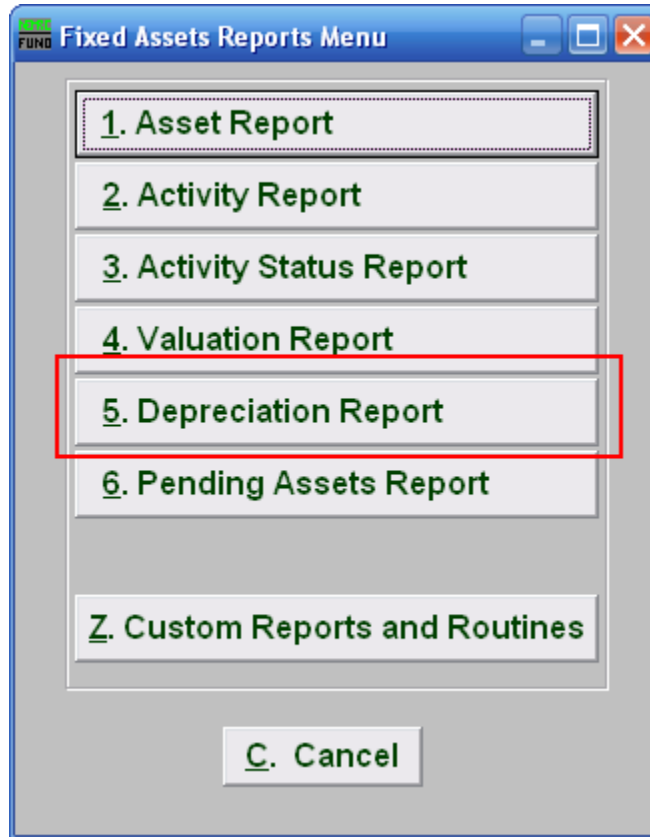 FUND Fixed Assets Reports Menu
1. Asset Report
2. Activity Report
3. Activity Status Report
4. Valuation Report
5. Depreciation Report
6. Pending Assets Report
Z. Custom Reports and Routines
C. Cancel